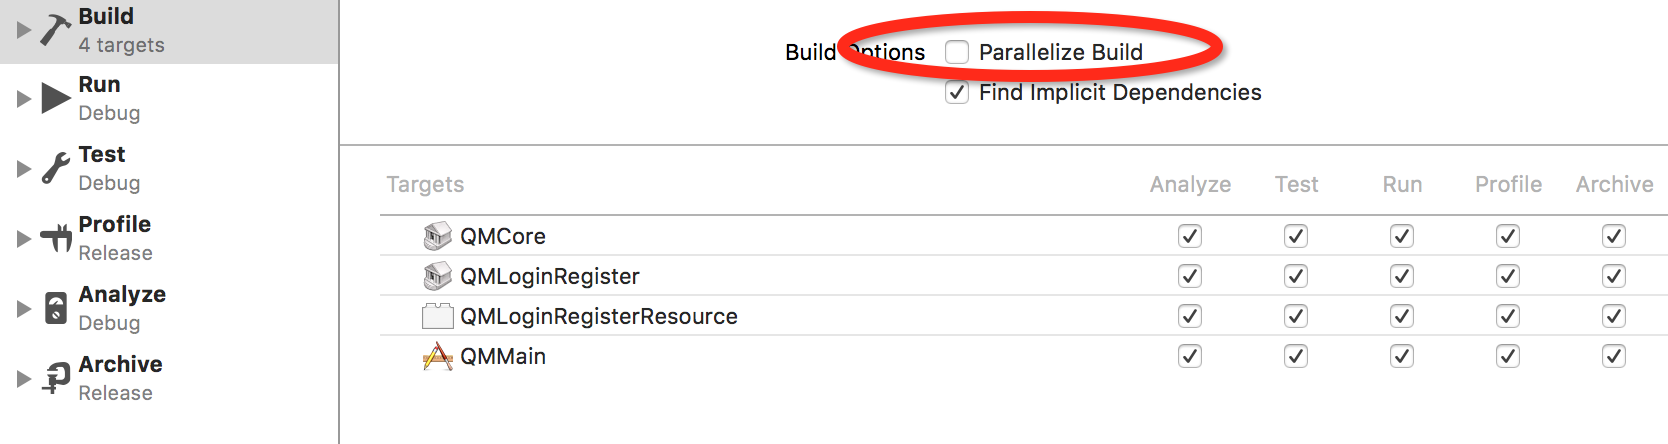 Build
4 targets
Run
Debug
Test
Debug
Profile
Release
Analyze
Debug
Archive
Release
Build Options Parallelize Build
Find Implicit Dependencies
Targets Analyze Test Run Profile Archive
QMCore
QMLoginRegister
QMLoginRegisterResource
QMMain